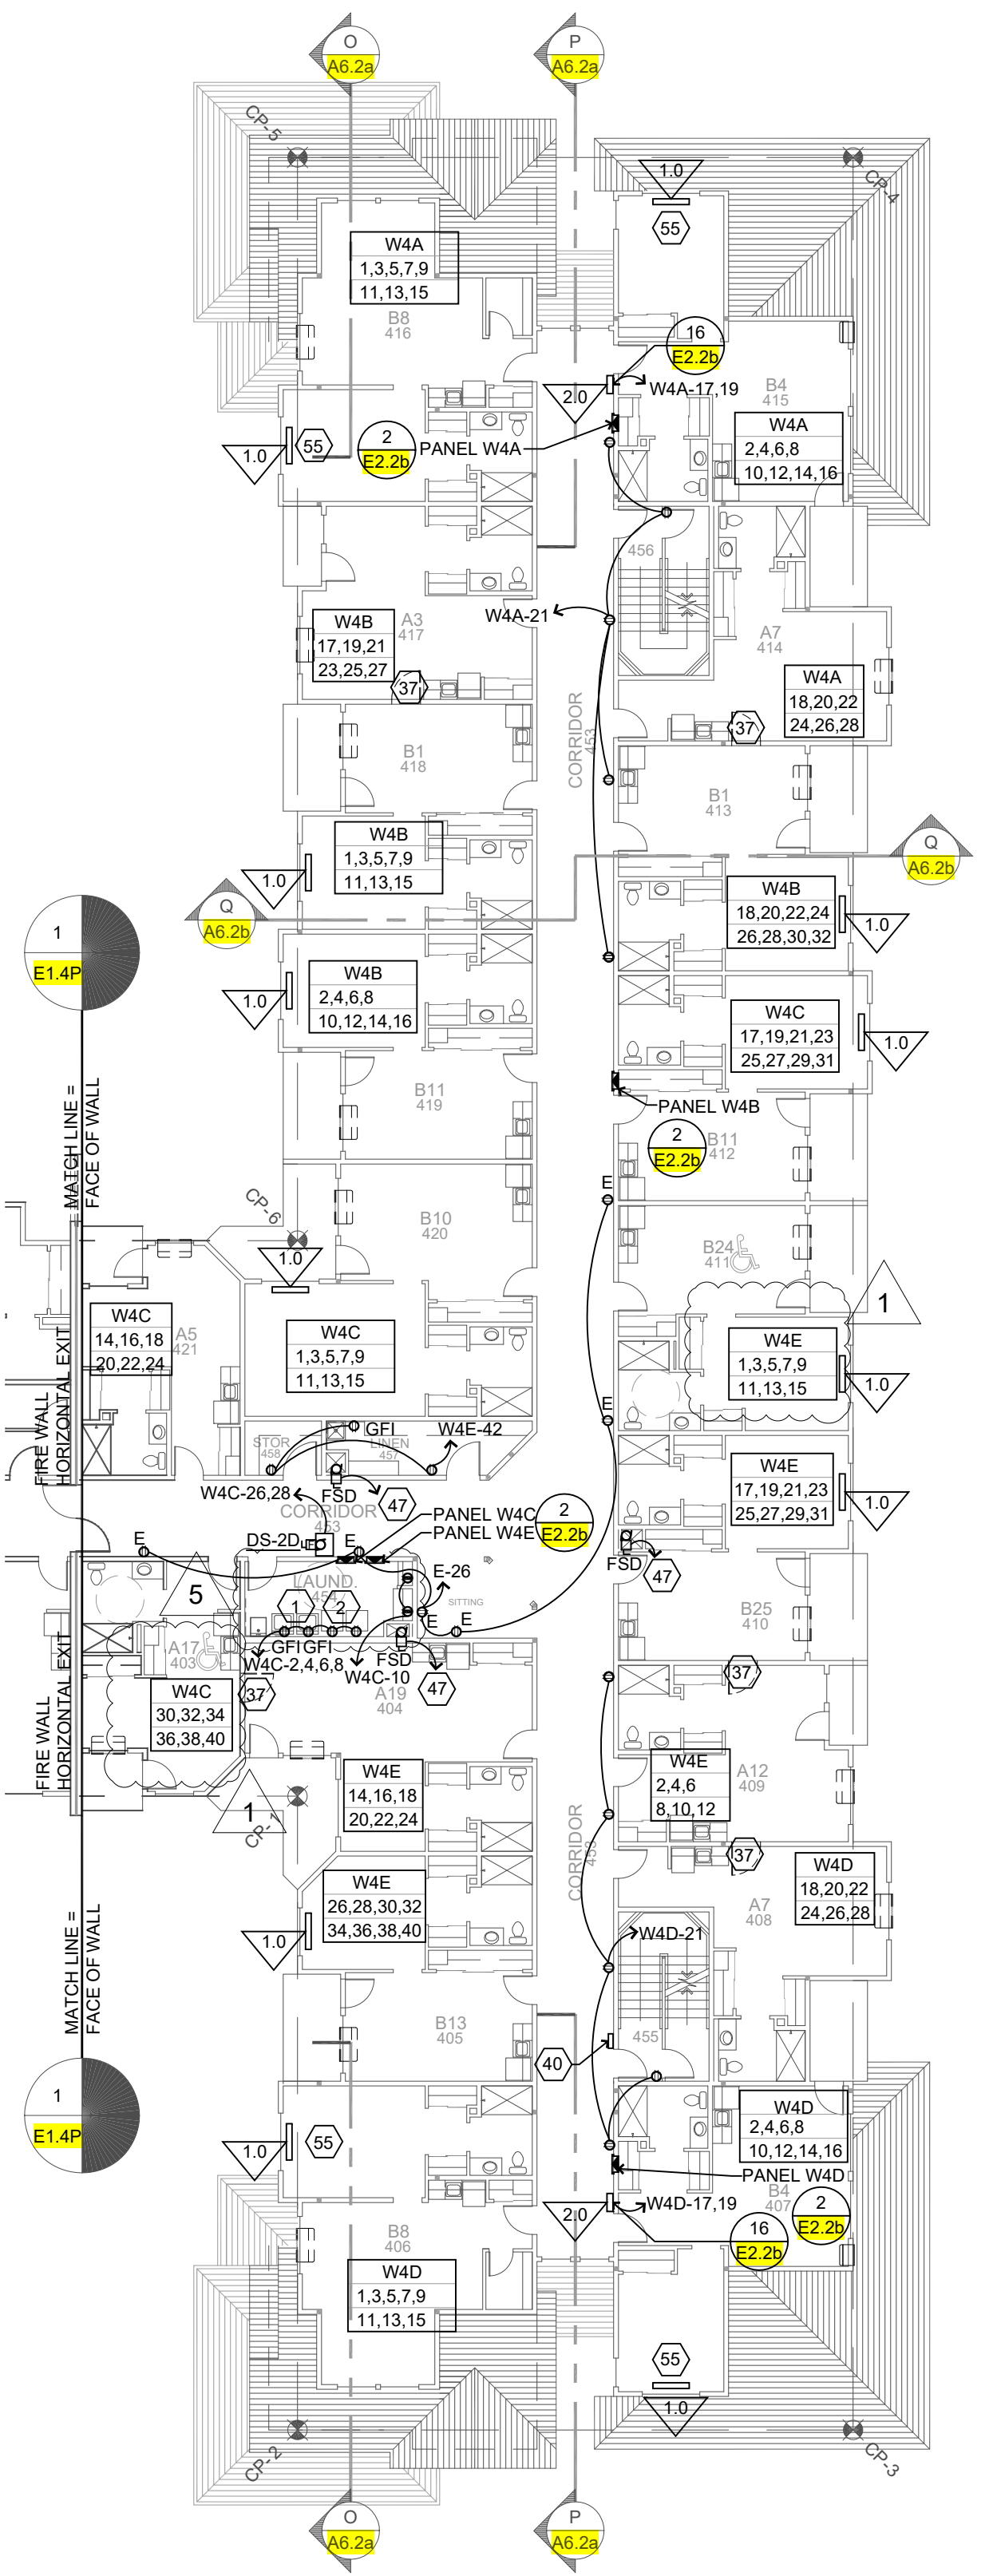 O
A6.2a
P
A6.2a
CP-5
CP-4
1.0
55
W4A
1,3,5,7,9
11,13,15
B8
416
16
E2.2b
2.0
W4A-17,19
B4
415
W4A
2,4,6,8
10,12,14,16
1.0
55
2
E2.2b
PANEL W4A
456
W4A-21
W4B
17,19,21
23,25,27
A3
417
37
A7
414
W4A
18,20,22
24,26,28
37
CORRIDOR
453
B1
418
B1
413
W4B
1,3,5,7,9
11,13,15
1.0
Q
A6.2b
Q
A6.2b
W4B
18,20,22,24
26,28,30,32
1.0
1
E1.4P
W4B
2,4,6,8
10,12,14,16
1.0
W4C
17,19,21,23
25,27,29,31
1.0
MATCH LINE =
FACE OF WALL
B11
419
PANEL W4B
2
E2.2b
B11
412
E
CP-6
1.0
B10
420
B24
411
1
W4C
14,16,18
20,22,24
A5
421
W4C
1,3,5,7,9
11,13,15
W4E
1,3,5,7,9
11,13,15
1.0
FIRE WALL
HORIZONTAL EXIT
E
GFI
STOR
458
LINEN
457
W4E-42
W4E
17,19,21,23
25,27,29,31
1.0
W4C-26,28
FSD
47
CORRIDOR
453
PANEL W4C
PANEL W4E
2
E2.2b
DS-2D
E
E
FSD
47
5
LAUND.
454
1
2
E-26
SITTING
E
E
B25
410
A17
403
GFI
GFI
W4C-2,4,6,8
FSD
W4C-10
47
37
A19
404
37
W4C
30,32,34
36,38,40
FIRE WALL
HORIZONTAL EXIT
W4E
14,16,18
20,22,24
W4E
2,4,6
8,10,12
A12
409
1
CP-7
37
CORRIDOR
453
W4E
26,28,30,32
34,36,38,40
1.0
W4D
18,20,22
24,26,28
A7
408
W4D-21
MATCH LINE =
FACE OF WALL
B13
405
455
40
1
E1.4P
1.0
55
W4D
2,4,6,8
10,12,14,16
PANEL W4D
B4
407
2
E2.2b
2.0
W4D-17,19
16
E2.2b
B8
406
W4D
1,3,5,7,9
11,13,15
55
1.0
CP-2
CP-3
O
A6.2a
P
A6.2a